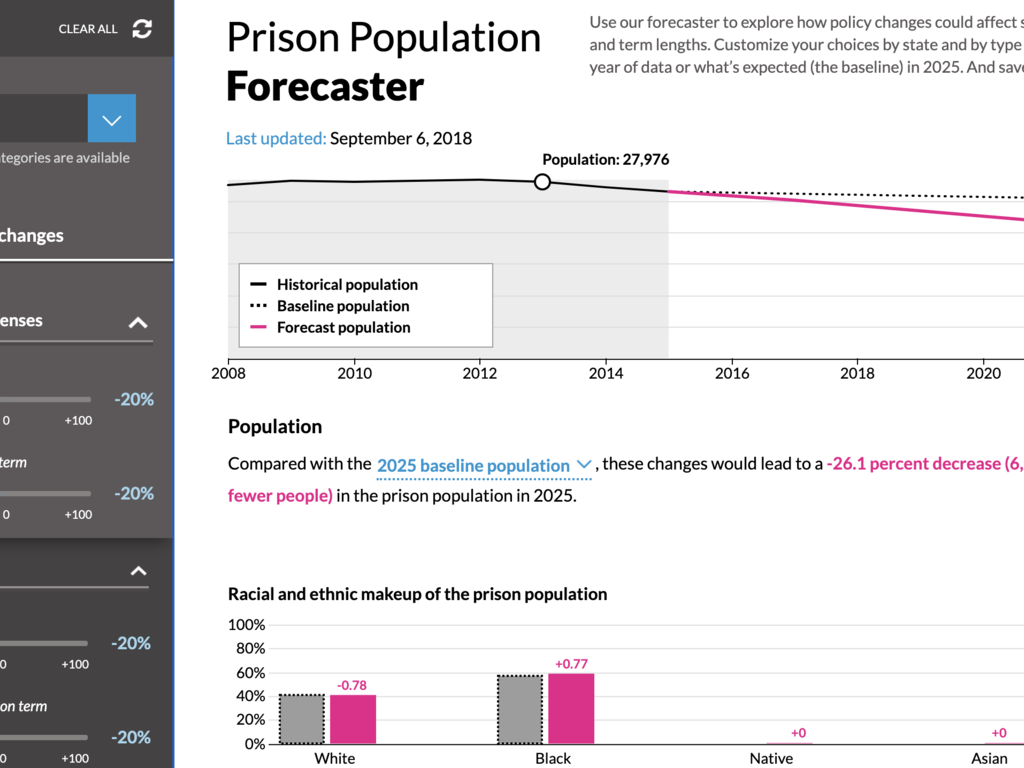 CLEAR ALL
tegories are available
changes
enses
-20%
0 +100
term
-20%
0 +100
-20%
0 +100
on term
-20%
0 +100
Prison Population
Forecaster
Use our forecaster to explore how policy changes could affect s
and term lengths. Customize your choices by state and by type
year of data or what's expected (the baseline) in 2025. And save
Last updated: September 6, 2018
Population: 27,976
Historical population
Baseline population
Forecast population
2008 2010 2012 2014 2016 2018 2020
Population
Compared with the 2025 baseline population , these changes would lead to a -26.1 percent decrease (6,
fewer people) in the prison population in 2025.
Racial and ethnic makeup of the prison population
100%
80%
60%
40%
20%
0%
-0.78
+0.77
+0
+0
White Black Native Asian